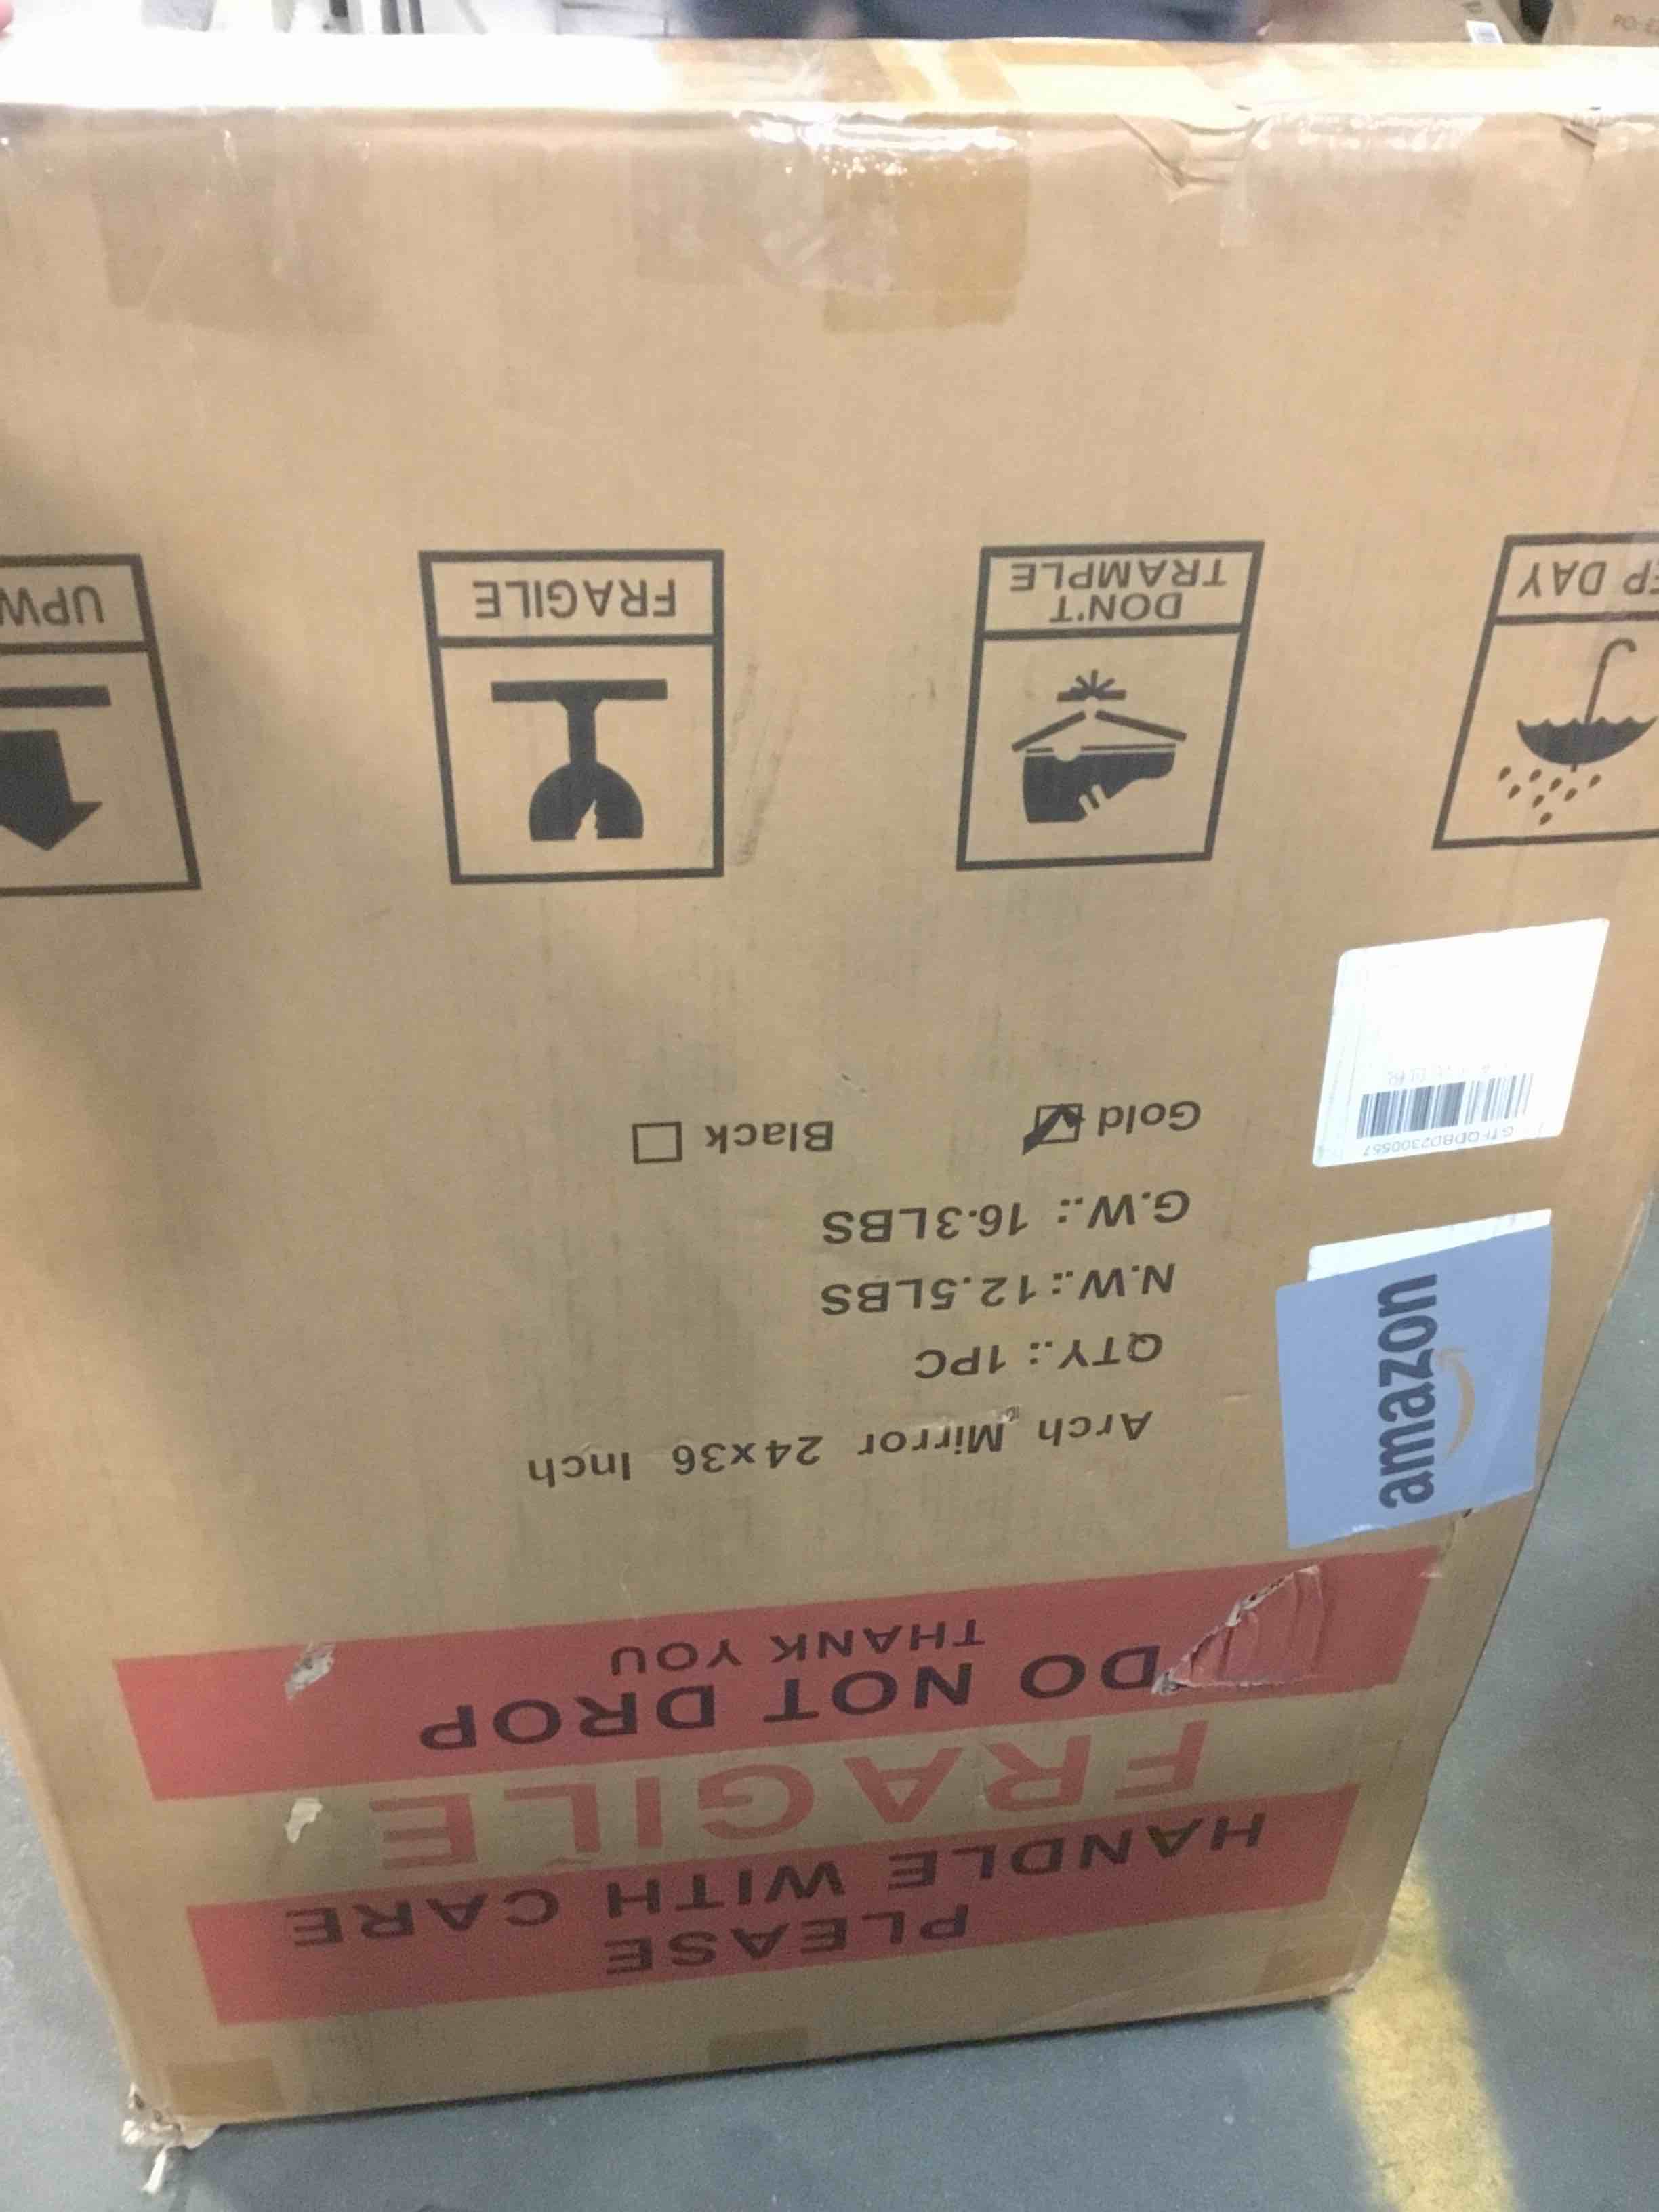 PLEASE
HANDLE WITH CARE
FRAGILE
DO NOT DROP
THANK YOU
amazon
Arch Mirror 24x36 Inch
QTY.: 1PC
N.W.: 12.5LBS
G.W.: 16.3LBS
Gold
Black
DAY
DON'T
TRAMPLE
FRAGILE